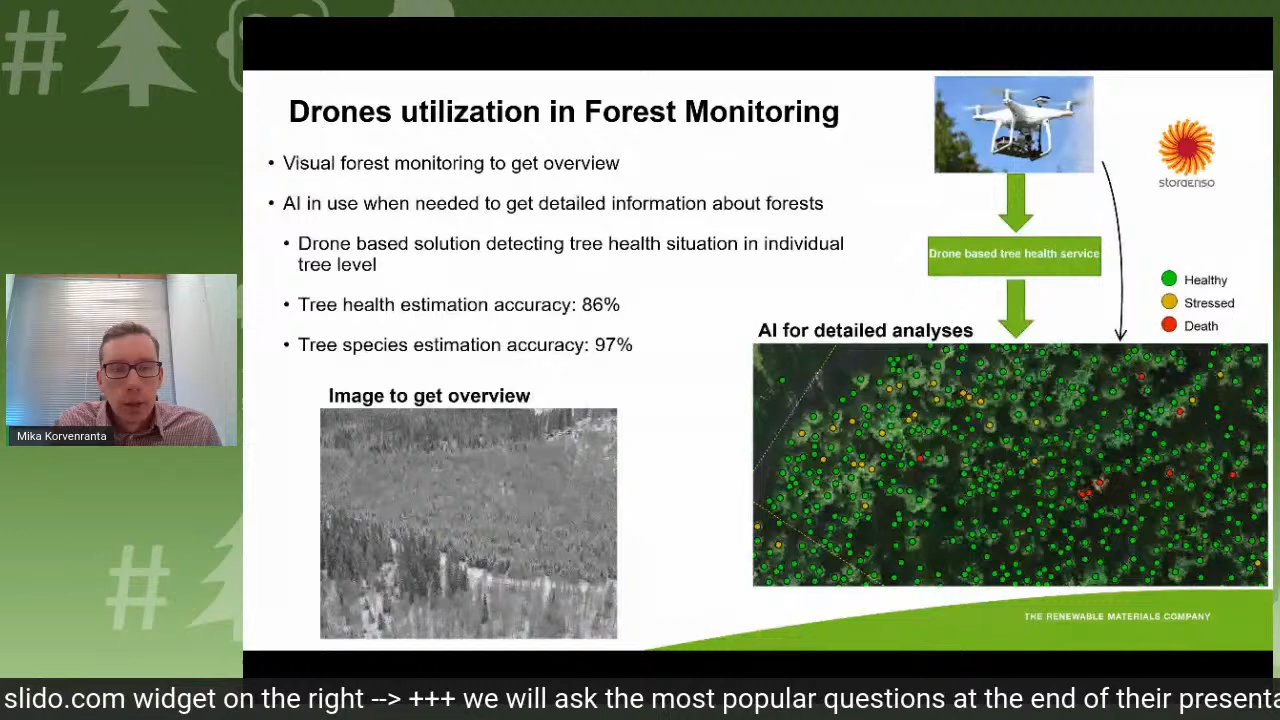 Drones utilization in Forest Monitoring
• Visual forest monitoring to get overview
• AI in use when needed to get detailed information about forests
• Drone based solution detecting tree health situation in individual
tree level
• Tree health estimation accuracy: 86%
• Tree species estimation accuracy: 97%
Image to get overview
storaenso
Drone based tree health service
Healthy
Stressed
Death
AI for detailed analyses
THE RENEWABLE MATERIALS COMPANY
Mika Korvenranta
slido.com widget on the right --> +++ we will ask the most popular questions at the end of their presenta